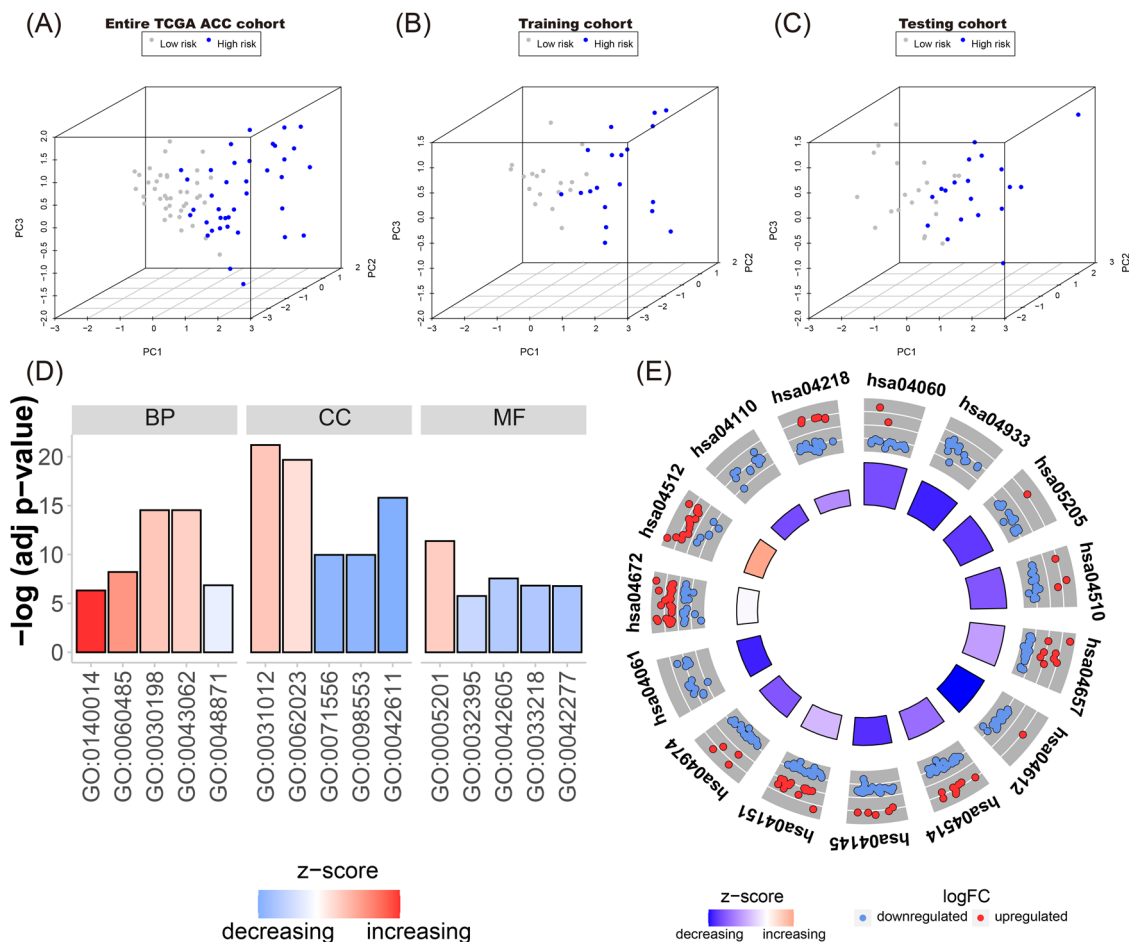 (A)
Entire TCGA ACC cohort
Low risk High risk
PC3
−2.0 −1.5 −1.0 −0.5 0.0 0.5 1.0 1.5 2.0
−3 −2 −1 0 1 2 3
PC1
−3 −2 −1 0 1 2
PC2
(B)
Training cohort
Low risk High risk
PC3
−2.0 −1.5 −1.0 −0.5 0.0 0.5 1.0 1.5
−3 −2 −1 0 1 2 3
PC1
−3 −2 −1 0 1 2
PC2
(C)
Testing cohort
Low risk High risk
PC3
−2.0 −1.5 −1.0 −0.5 0.0 0.5 1.0 1.5
−3 −2 −1 0 1 2 3
PC1
−3 −2 −1 0 1 2 3
PC2
(D)
−log (adj p−value)
0 5 10 15 20
BP CC MF
GO:0140014
GO:0060485
GO:0030198
GO:0043062
GO:0048871
GO:0031012
GO:0062023
GO:0071556
GO:0098553
GO:0042611
GO:0005201
GO:0032395
GO:0042605
GO:0033218
GO:0042277
z−score
decreasing increasing
(E)
hsa04060
hsa04933
hsa05205
hsa04510
hsa04657
hsa04612
hsa04514
hsa04145
hsa04151
hsa04974
hsa04061
hsa04672
hsa04512
hsa04110
hsa04218
z−score
decreasing increasing
logFC
downregulated upregulated